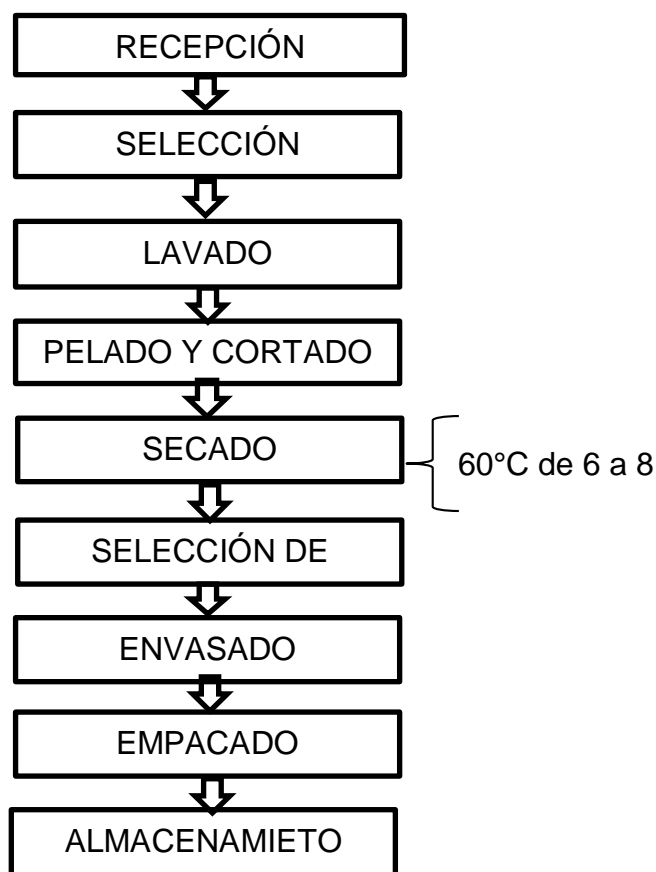 RECEPCIÓN
SELECCIÓN
LAVADO
PELADO Y CORTADO
SECADO
60°C de 6 a 8
SELECCIÓN DE
ENVASADO
EMPACADO
ALMACENAMIETO